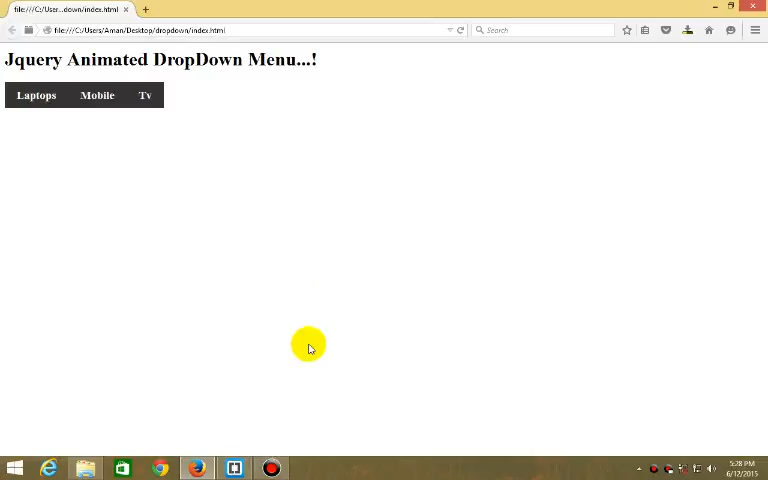 file:///C:/User...down/index.html
file:///C:/Users/Aman/Desktop/dropdown/index.html
Search
Jquery Animated DropDown Menu...!
Laptops Mobile Tv
5:28 PM
6/12/2015